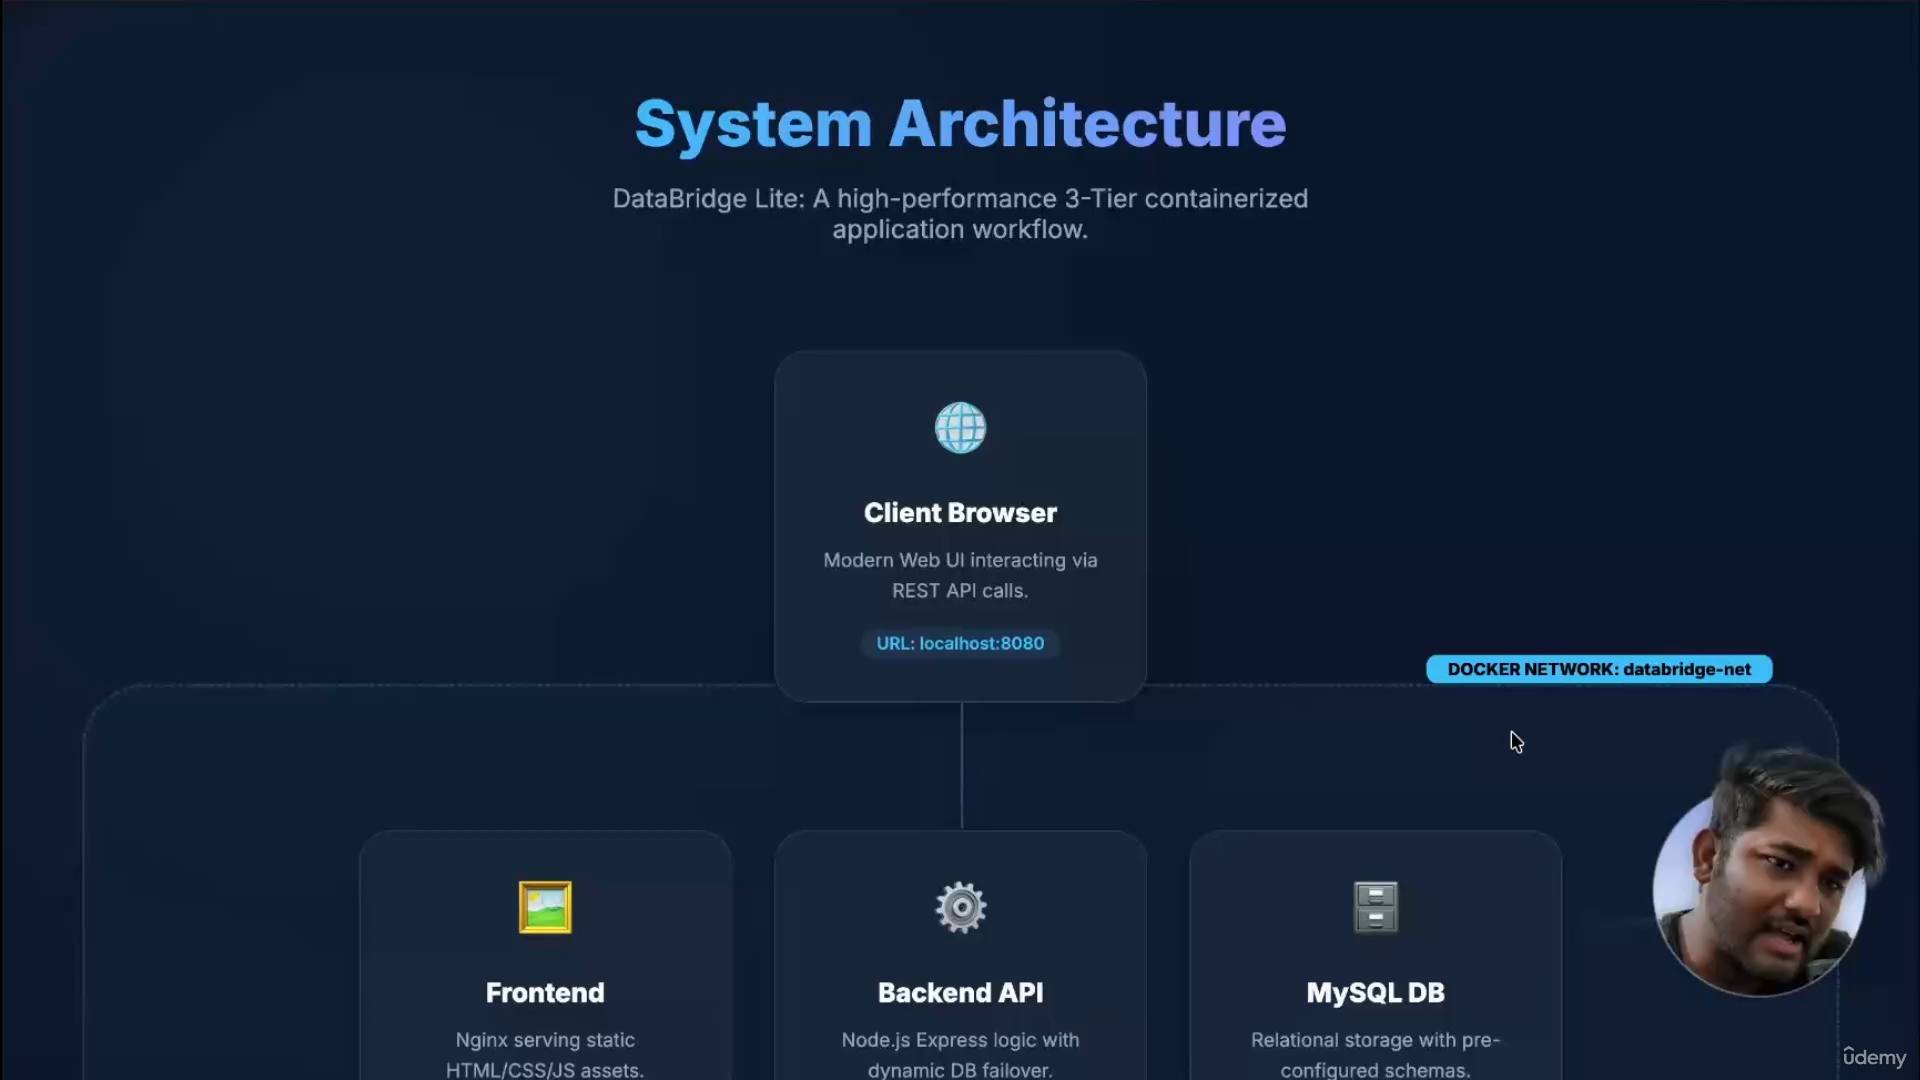 System Architecture
DataBridge Lite: A high-performance 3-Tier containerized
application workflow.
Client Browser
Modern Web UI interacting via
REST API calls.
URL: localhost:8080
DOCKER NETWORK: databridge-net
Frontend
Nginx serving static
HTML/CSS/JS assets.
Backend API
Node.js Express logic with
dynamic DB failover.
MySQL DB
Relational storage with pre-
configured schemas.
ûdemy